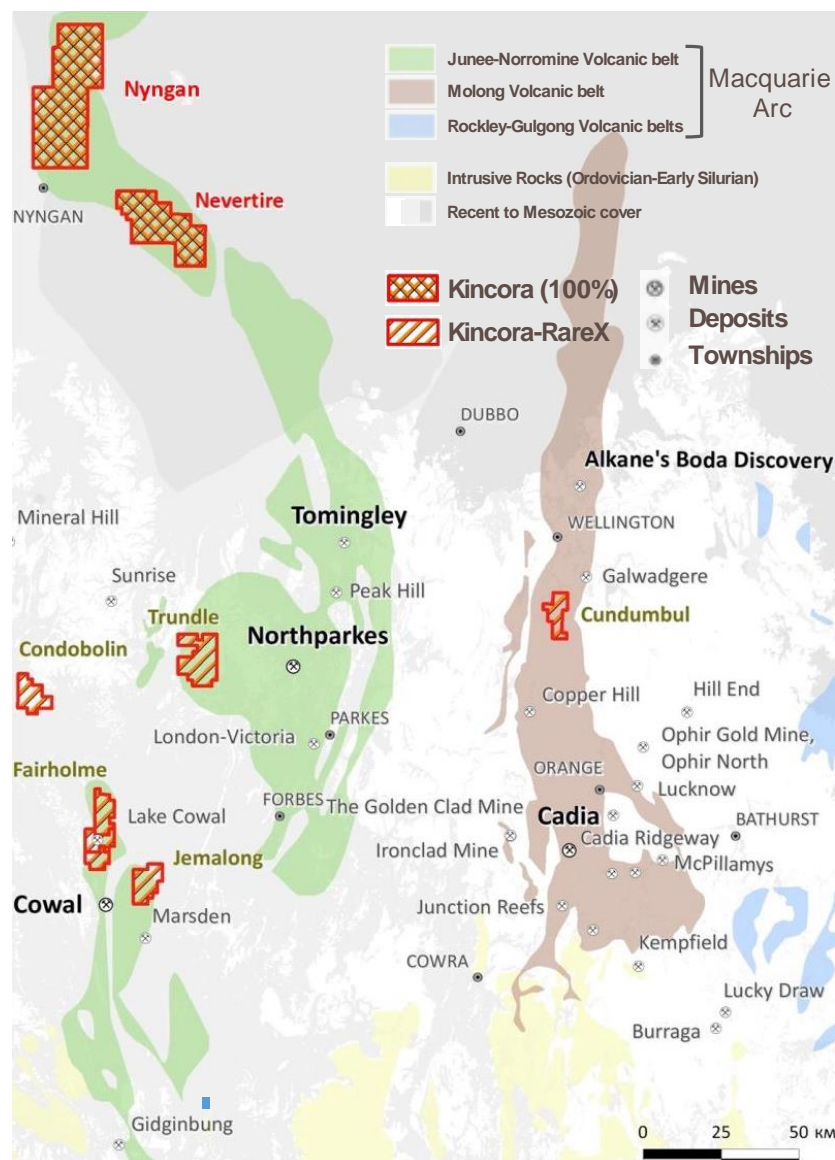 Junee-Norromine Volcanic belt
Molong Volcanic belt
Rockley-Gulgong Volcanic belts
Macquarie
Arc
Intrusive Rocks (Ordovician-Early Silurian)
Recent to Mesozoic cover
Kincora (100%)
Kincora-RareX
Mines
Deposits
Townships
Nyngan
NYNGAN
Nevertire
DUBBO
Alkane's Boda Discovery
Mineral Hill
Tomingley
WELLINGTON
Sunrise
Peak Hill
Galwadgere
Trundle
Cundumbul
Condobolin
Northparkes
Copper Hill
Hill End
London-Victoria
PARKES
Ophir Gold Mine,
Ophir North
Fairholme
ORANGE
Lucknow
Lake Cowal
FORBES
The Golden Clad Mine
Cadia
BATHURST
Ironclad Mine
Cadia Ridgeway
Jemalong
McPillamys
Cowal
Marsden
Junction Reefs
COWRA
Kempfield
Lucky Draw
Burraga
Gidginbung
0 25 50 км